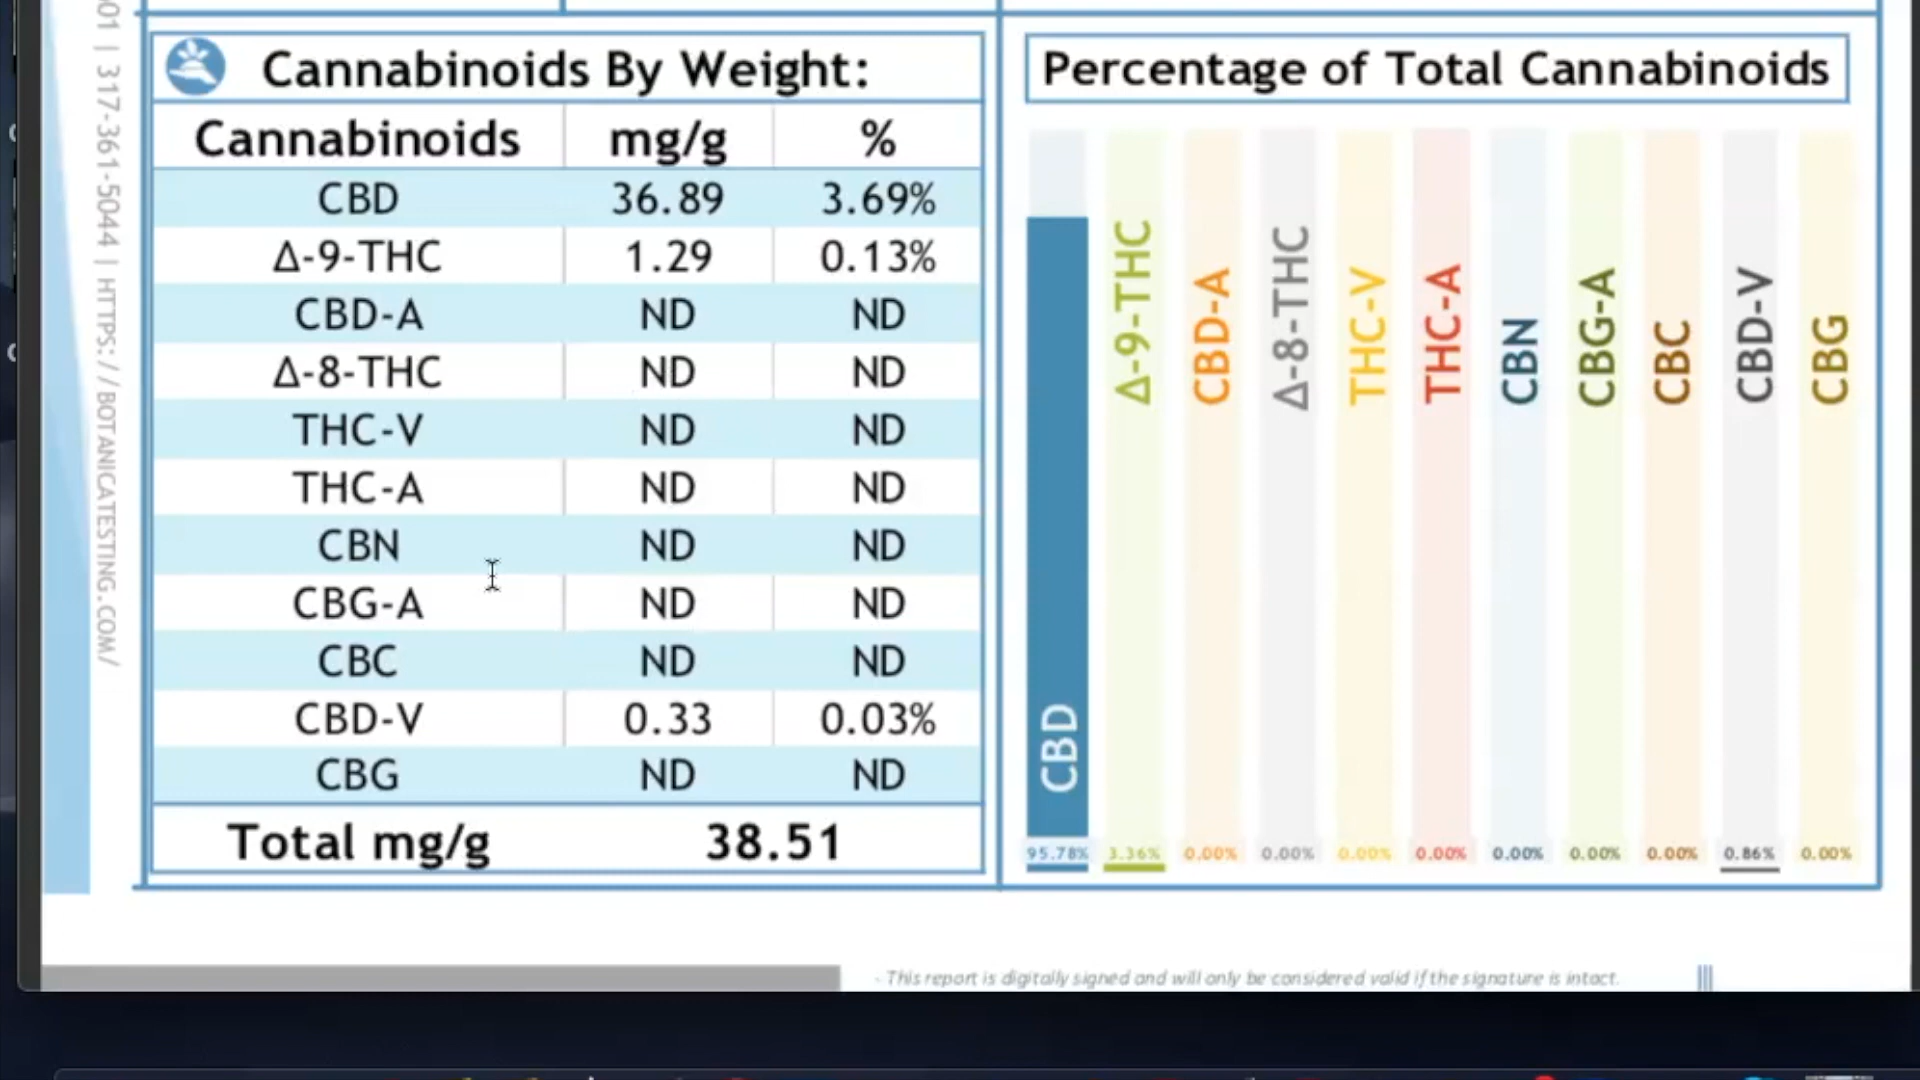 01 | 317-361-5044 | HTTPS://BOTANICATESTING.COM/
Cannabinoids By Weight:
Cannabinoids mg/g %
CBD 36.89 3.69%
Δ-9-THC 1.29 0.13%
CBD-A ND ND
Δ-8-THC ND ND
THC-V ND ND
THC-A ND ND
CBN ND ND
CBG-A ND ND
CBC ND ND
CBD-V 0.33 0.03%
CBG ND ND
Total mg/g 38.51
Percentage of Total Cannabinoids
CBD
Δ-9-THC
CBD-A
Δ-8-THC
THC-V
THC-A
CBN
CBG-A
CBC
CBD-V
CBG
95.78% 3.36% 0.00% 0.00% 0.00% 0.00% 0.00% 0.00% 0.00% 0.86% 0.00%
- This report is digitally signed and will only be considered valid if the signature is intact.